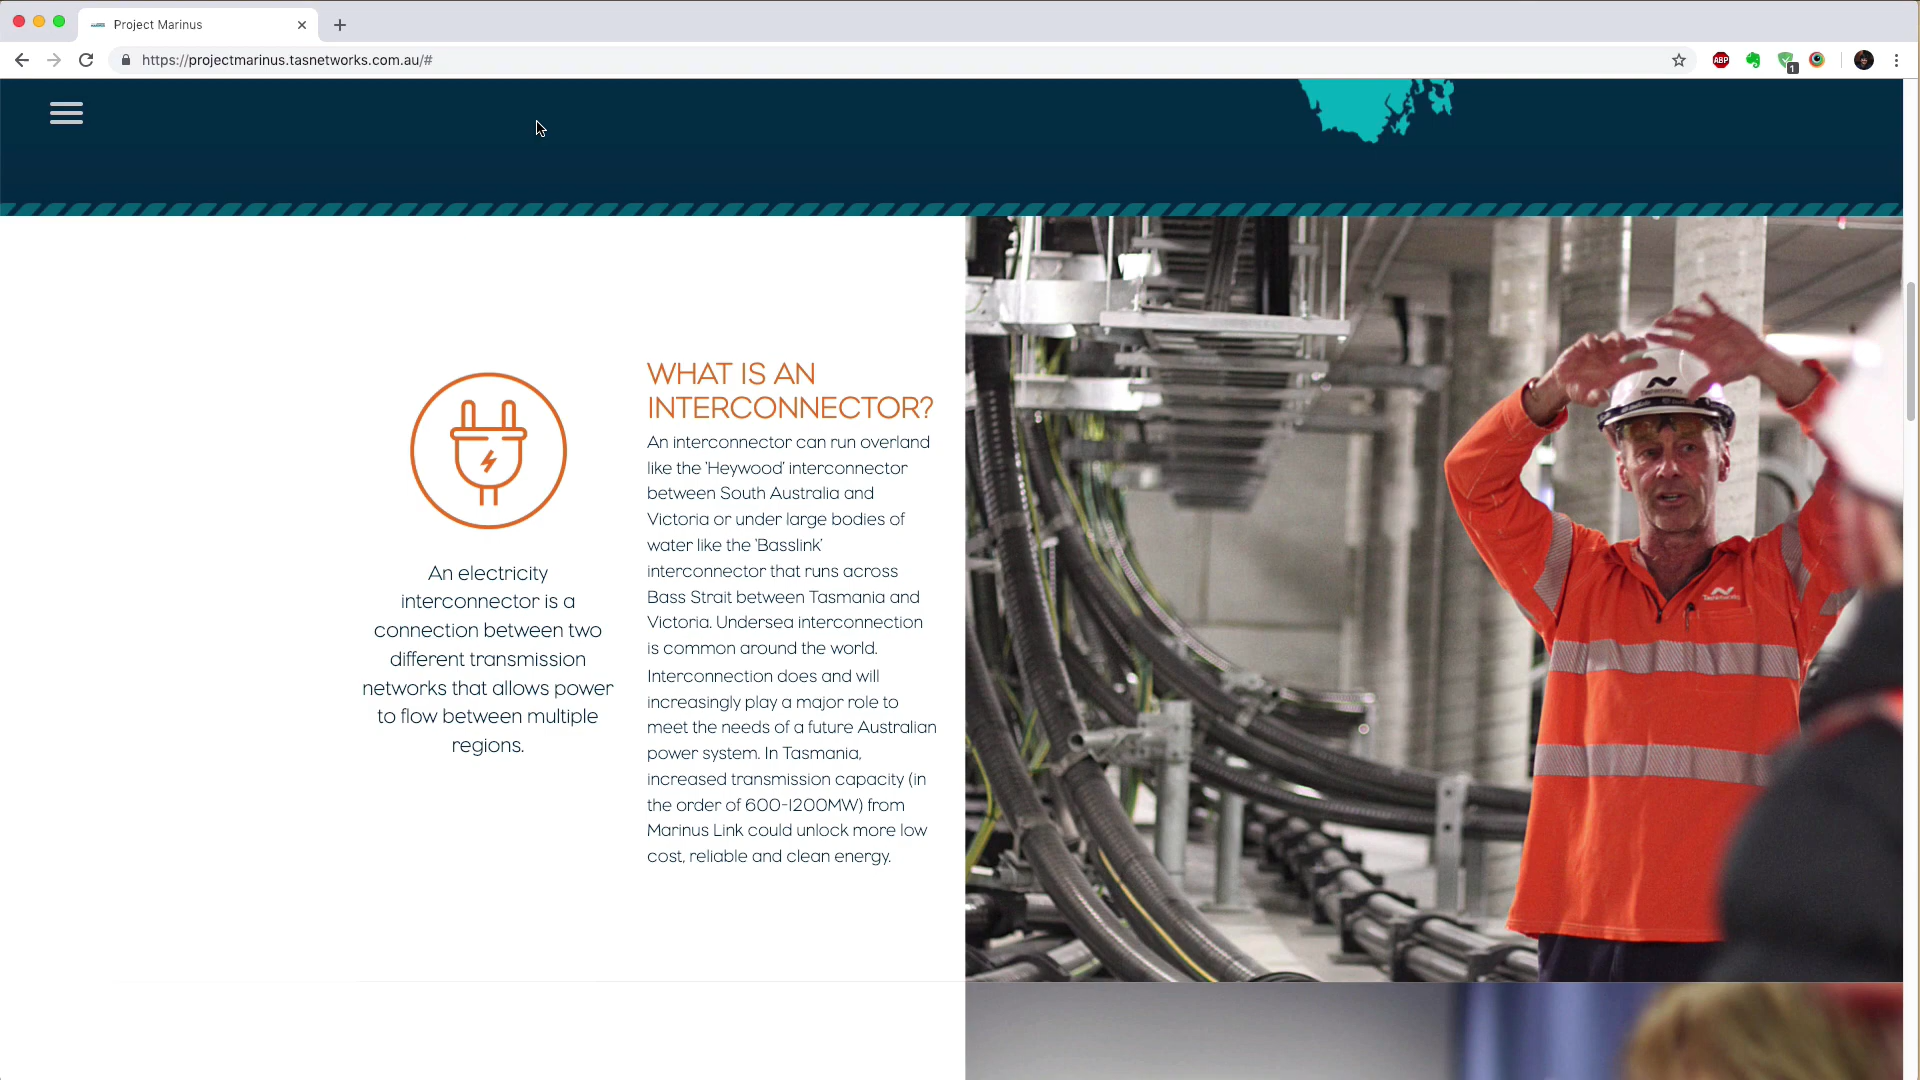 Project Marinus
https://projectmarinus.tasnetworks.com.au/#
ABP
1
An electricity
interconnector is a
connection between two
different transmission
networks that allows power
to flow between multiple
regions.
WHAT IS AN
INTERCONNECTOR?
An interconnector can run overland
like the 'Heywood' interconnector
between South Australia and
Victoria or under large bodies of
water like the 'Basslink'
interconnector that runs across
Bass Strait between Tasmania and
Victoria. Undersea interconnection
is common around the world.
Interconnection does and will
increasingly play a major role to
meet the needs of a future Australian
power system. In Tasmania,
increased transmission capacity (in
the order of 600-1200MW) from
Marinus Link could unlock more low
cost, reliable and clean energy.
TasNetworks